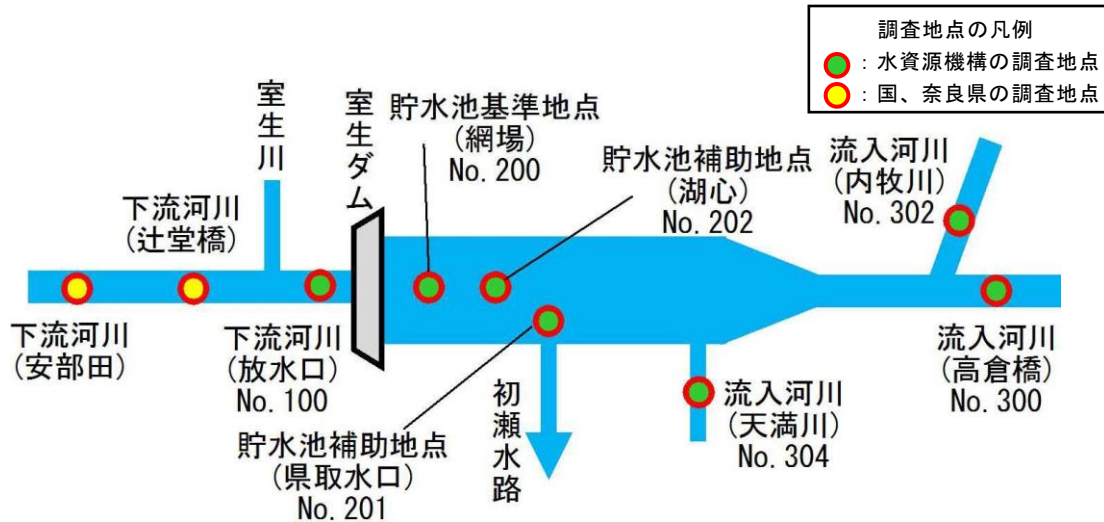 調査地点の凡例
：水資源機構の調査地点
：国、奈良県の調査地点
室生川
室生ダム
貯水池基準地点
(網場)
No. 200
貯水池補助地点
(湖心)
No. 202
流入河川
(内牧川)
No. 302
下流河川
(辻堂橋)
下流河川
(安部田)
下流河川
(放水口)
No. 100
貯水池補助地点
(県取水口)
No. 201
初瀬水路
流入河川
(天満川)
No. 304
流入河川
(高倉橋)
No. 300